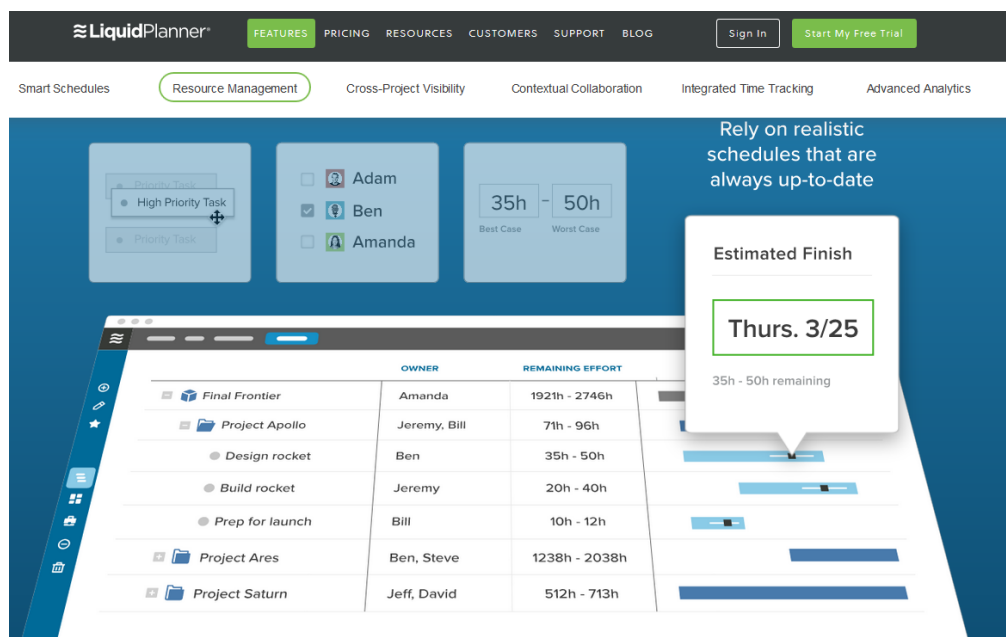 LiquidPlanner®
FEATURES PRICING RESOURCES CUSTOMERS SUPPORT BLOG Sign In Start My Free Trial
Smart Schedules Resource Management Cross-Project Visibility Contextual Collaboration Integrated Time Tracking Advanced Analytics
Rely on realistic
schedules that are
always up-to-date
Priority Task
High Priority Task
Priority Task
Adam
Ben
Amanda
35h - 50h
Best Case Worst Case
Estimated Finish
Thurs. 3/25
35h - 50h remaining
OWNER REMAINING EFFORT
Final Frontier Amanda 1921h - 2746h
Project Apollo Jeremy, Bill 71h - 96h
Design rocket Ben 35h - 50h
Build rocket Jeremy 20h - 40h
Prep for launch Bill 10h - 12h
Project Ares Ben, Steve 1238h - 2038h
Project Saturn Jeff, David 512h - 713h